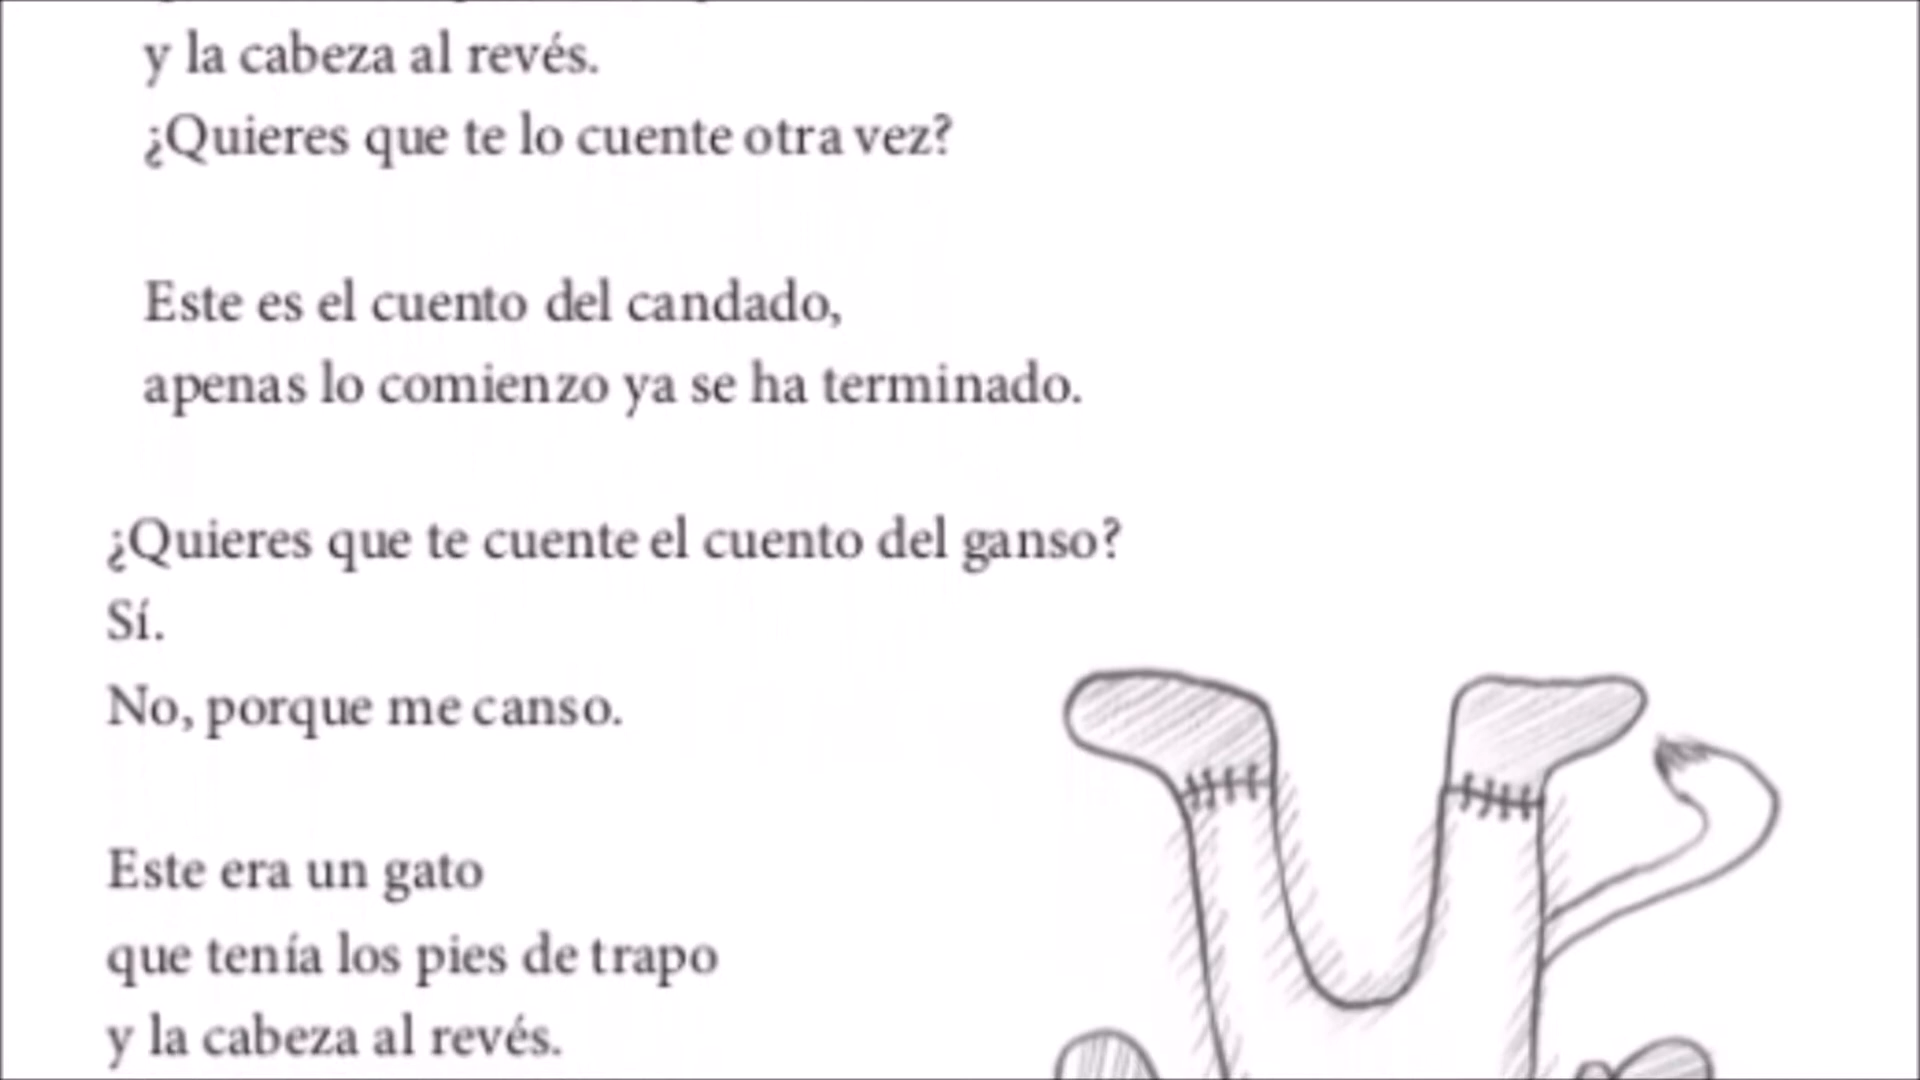 y la cabeza al revés.
¿Quieres que te lo cuente otra vez?
Este es el cuento del candado,
apenas lo comienzo ya se ha terminado.
¿Quieres que te cuente el cuento del ganso?
Sí.
No, porque me canso.
Este era un gato
que tenía los pies de trapo
y la cabeza al revés.